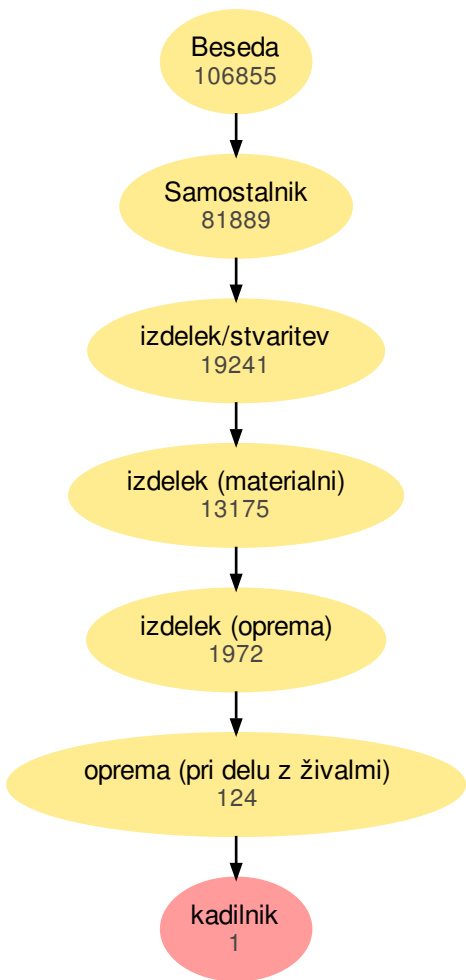 Beseda
106855
Samostalnik
81889
izdelek/stvaritev
19241
izdelek (materialni)
13175
izdelek (oprema)
1972
oprema (pri delu z živalmi)
124
kadilnik
1